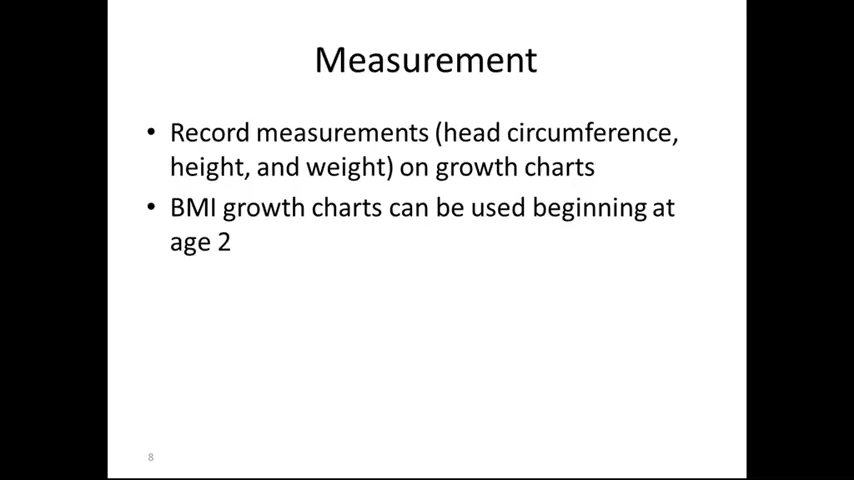 Measurement
• Record measurements (head circumference,
height, and weight) on growth charts
• BMI growth charts can be used beginning at
age 2
8